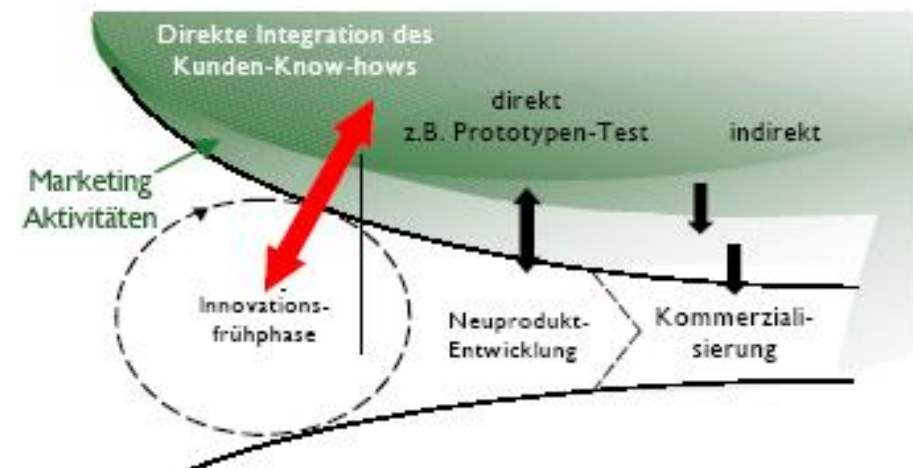 Direkte Integration des
Kunden-Know-hows
direkt
z.B. Prototypen-Test
indirekt
Marketing
Aktivitäten
Innovations-
frühphase
Neuprodukt-
Entwicklung
Kommerziali-
sierung